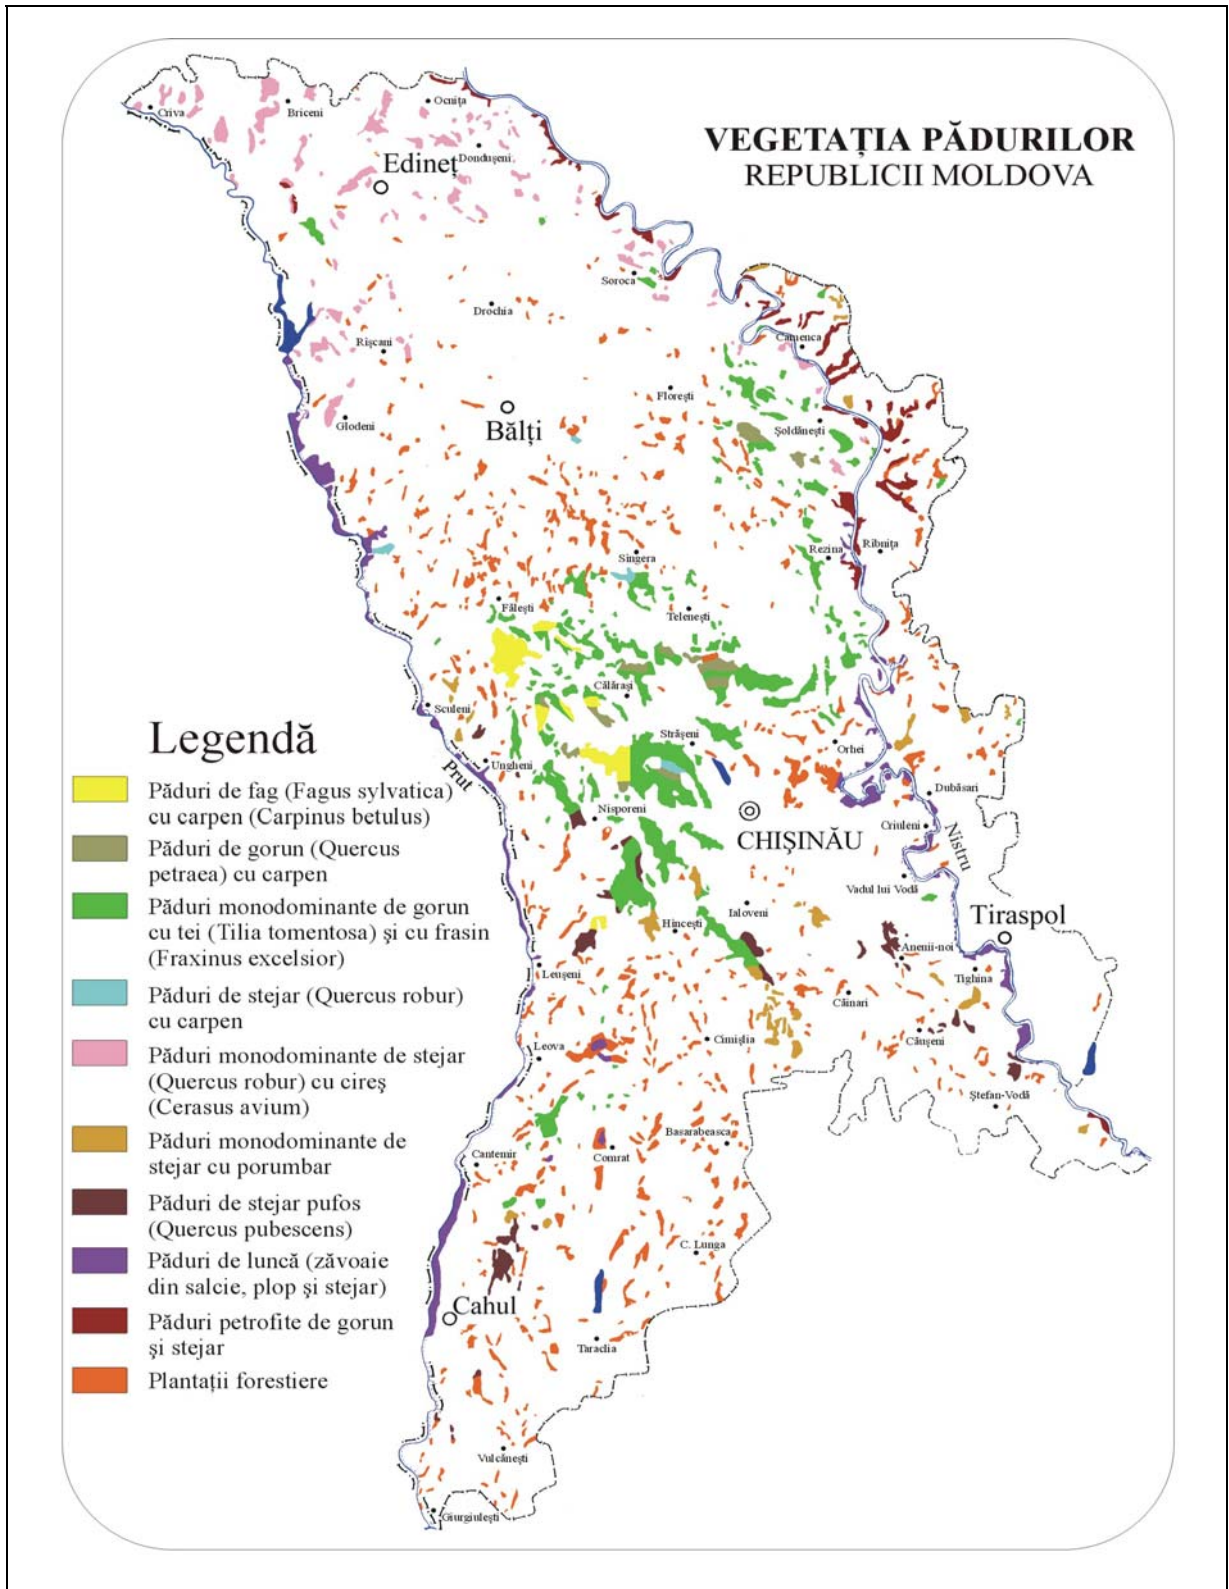 VEGETAȚIA PĂDURILOR
REPUBLICII MOLDOVA
Criva
Briceni
Ocnița
Edineț
Dondușeni
Soroca
Drochia
Rîșcani
Camenca
Florești
Glodeni
Bălți
Șoldănești
Rezina
Rîbnița
Sîngera
Fălești
Telenești
Călărași
Sculeni
Strășeni
Orhei
Ungheni
Prut
Dubăsari
Nisporeni
CHIȘINĂU
Criuleni
Nistru
Vadul lui Vodă
Ialoveni
Tiraspol
Hîncești
Anenii-noi
Leușeni
Tighina
Căinari
Leova
Cimișlia
Căușeni
Ștefan-Vodă
Basarabeasca
Cantemir
Comrat
C. Lunga
Cahul
Taraclia
Vulcănești
Giurgiulești
Legendă
Păduri de fag (Fagus sylvatica)
cu carpen (Carpinus betulus)
Păduri de gorun (Quercus
petraea) cu carpen
Păduri monodominante de gorun
cu tei (Tilia tomentosa) şi cu frasin
(Fraxinus excelsior)
Păduri de stejar (Quercus robur)
cu carpen
Păduri monodominante de stejar
(Quercus robur) cu cireş
(Cerasus avium)
Păduri monodominante de
stejar cu porumbar
Păduri de stejar pufos
(Quercus pubescens)
Păduri de luncă (zăvoaie
din salcie, plop şi stejar)
Păduri petrofite de gorun
şi stejar
Plantaţii forestiere